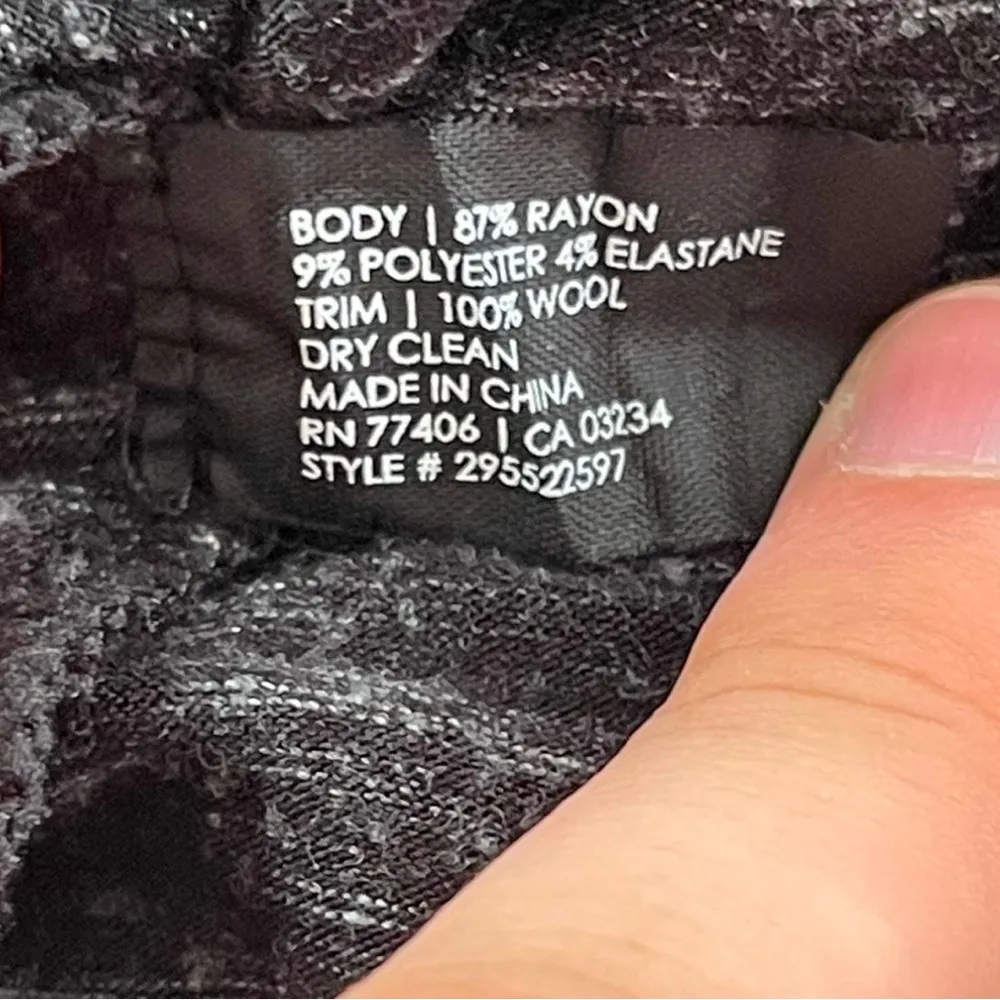 BODY | 87% RAYON
9% POLYESTER 4% ELASTANE
TRIM | 100% WOOL
DRY CLEAN
MADE IN CHINA
RN 77406 | CA 03234
STYLE # 295522597